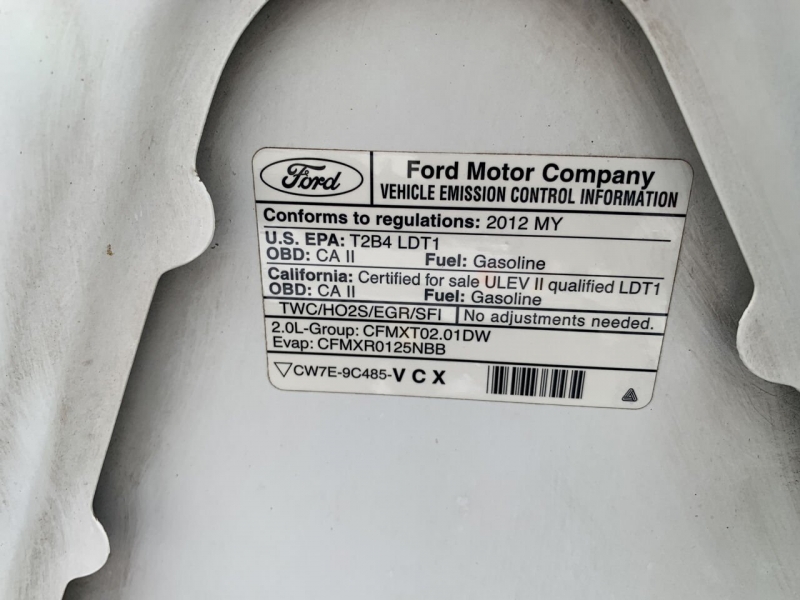 Ford
Ford Motor Company
VEHICLE EMISSION CONTROL INFORMATION
Conforms to regulations: 2012 MY
U.S. EPA: T2B4 LDT1
OBD: CA II Fuel: Gasoline
California: Certified for sale ULEV II qualified LDT1
OBD: CA II Fuel: Gasoline
TWC/HO2S/EGR/SFI No adjustments needed.
2.0L-Group: CFMXT02.01DW
Evap: CFMXR0125NBB
CW7E-9C485-V C X